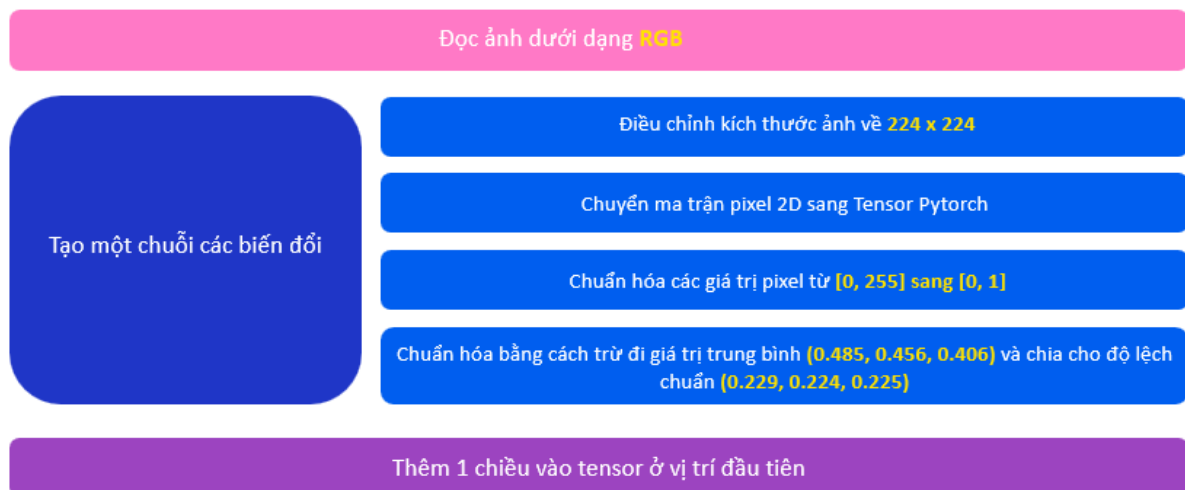 Đọc ảnh dưới dạng RGB
Tạo một chuỗi các biến đổi
Điều chỉnh kích thước ảnh về 224 x 224
Chuyển ma trận pixel 2D sang Tensor Pytorch
Chuẩn hóa các giá trị pixel từ [0, 255] sang [0, 1]
Chuẩn hóa bằng cách trừ đi giá trị trung bình (0.485, 0.456, 0.406) và chia cho độ lệch
chuẩn (0.229, 0.224, 0.225)
Thêm 1 chiều vào tensor ở vị trí đầu tiên